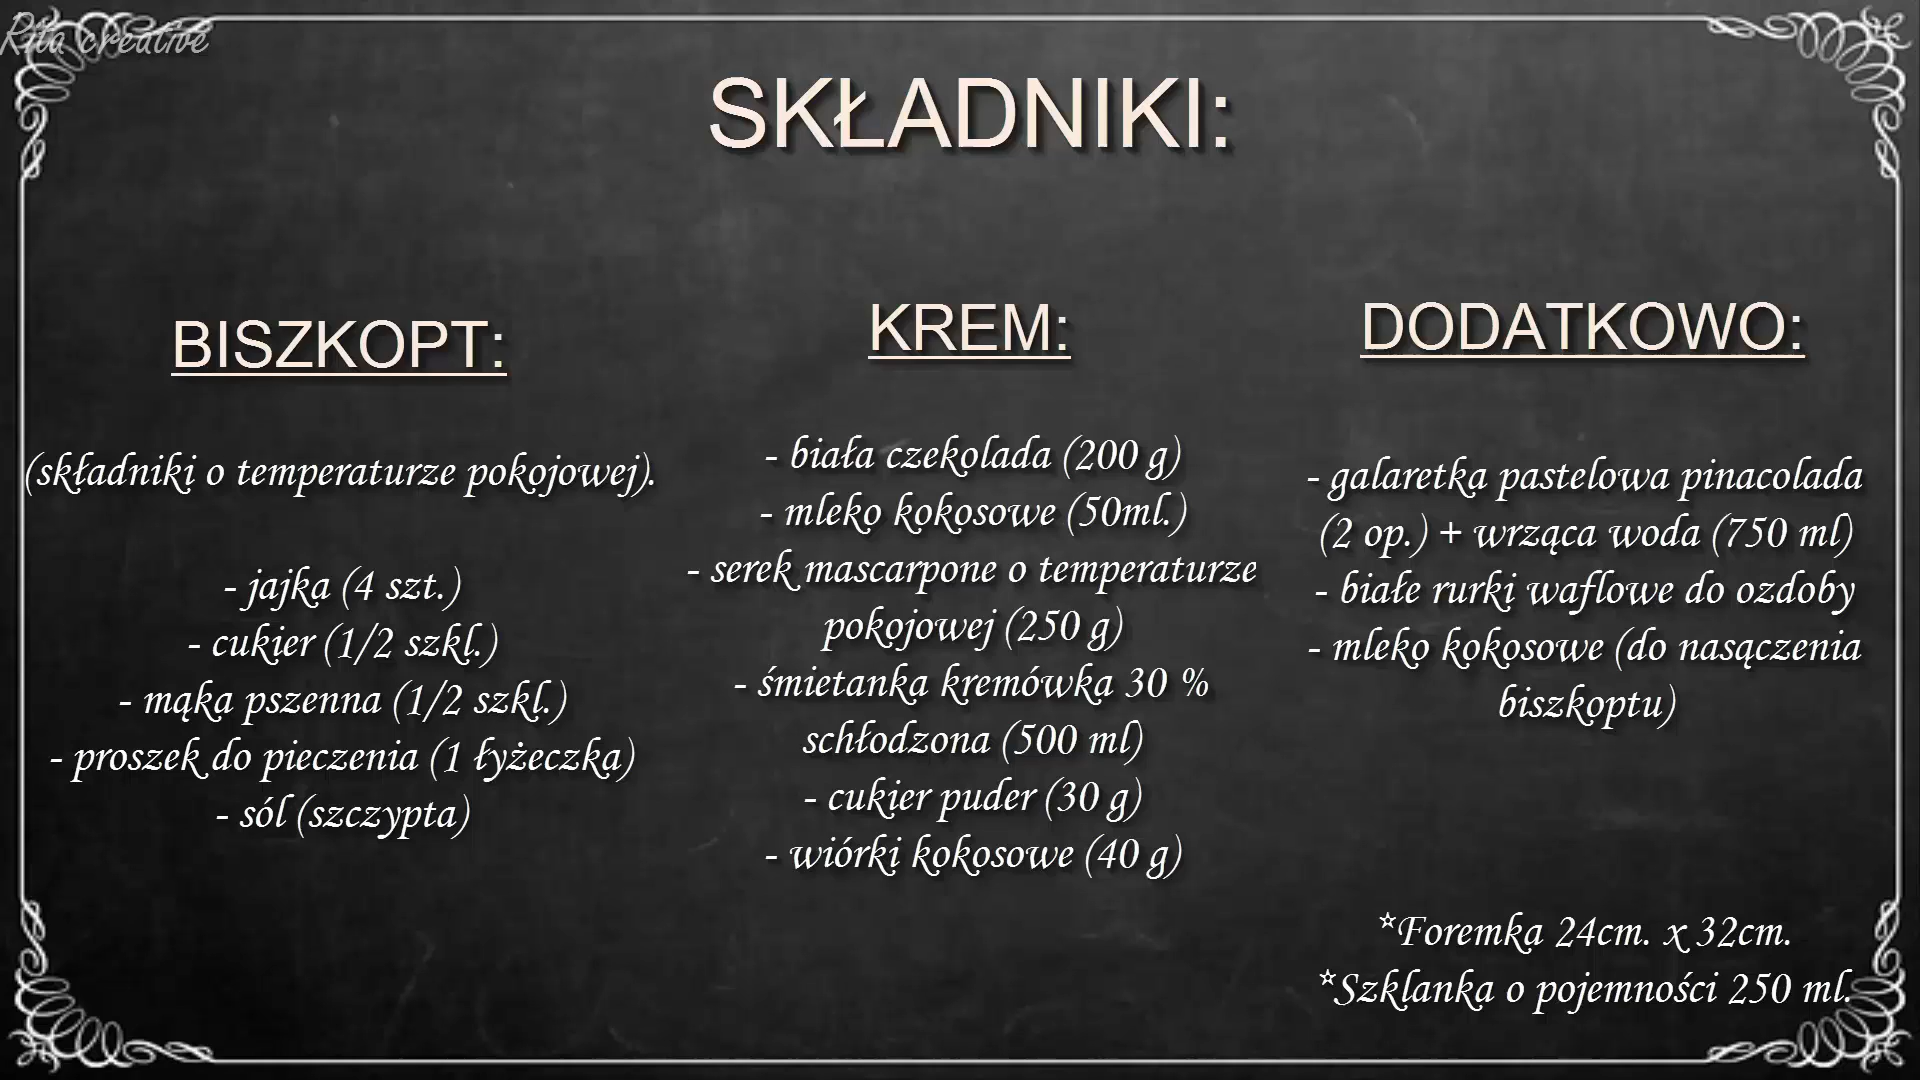 Rita creative
SKŁADNIKI:
BISZKOPT:
(składniki o temperaturze pokojowej).
- jajka (4 szt.)
- cukier (1/2 szkl.)
- mąka pszenna (1/2 szkl.)
- proszek do pieczenia (1 łyżeczka)
- sól (szczypta)
KREM:
- biała czekolada (200 g)
- mleko kokosowe (50ml.)
- serek mascarpone o temperaturze
pokojowej (250 g)
- śmietanka kremówka 30 %
schłodzona (500 ml)
- cukier puder (30 g)
- wiórki kokosowe (40 g)
DODATKOWO:
- galaretka pastelowa pinacolada
(2 op.) + wrząca woda (750 ml)
- białe rurki waflowe do ozdoby
- mleko kokosowe (do nasączenia
biszkoptu)
*Foremka 24cm. x 32cm.
*Szklanka o pojemności 250 ml.